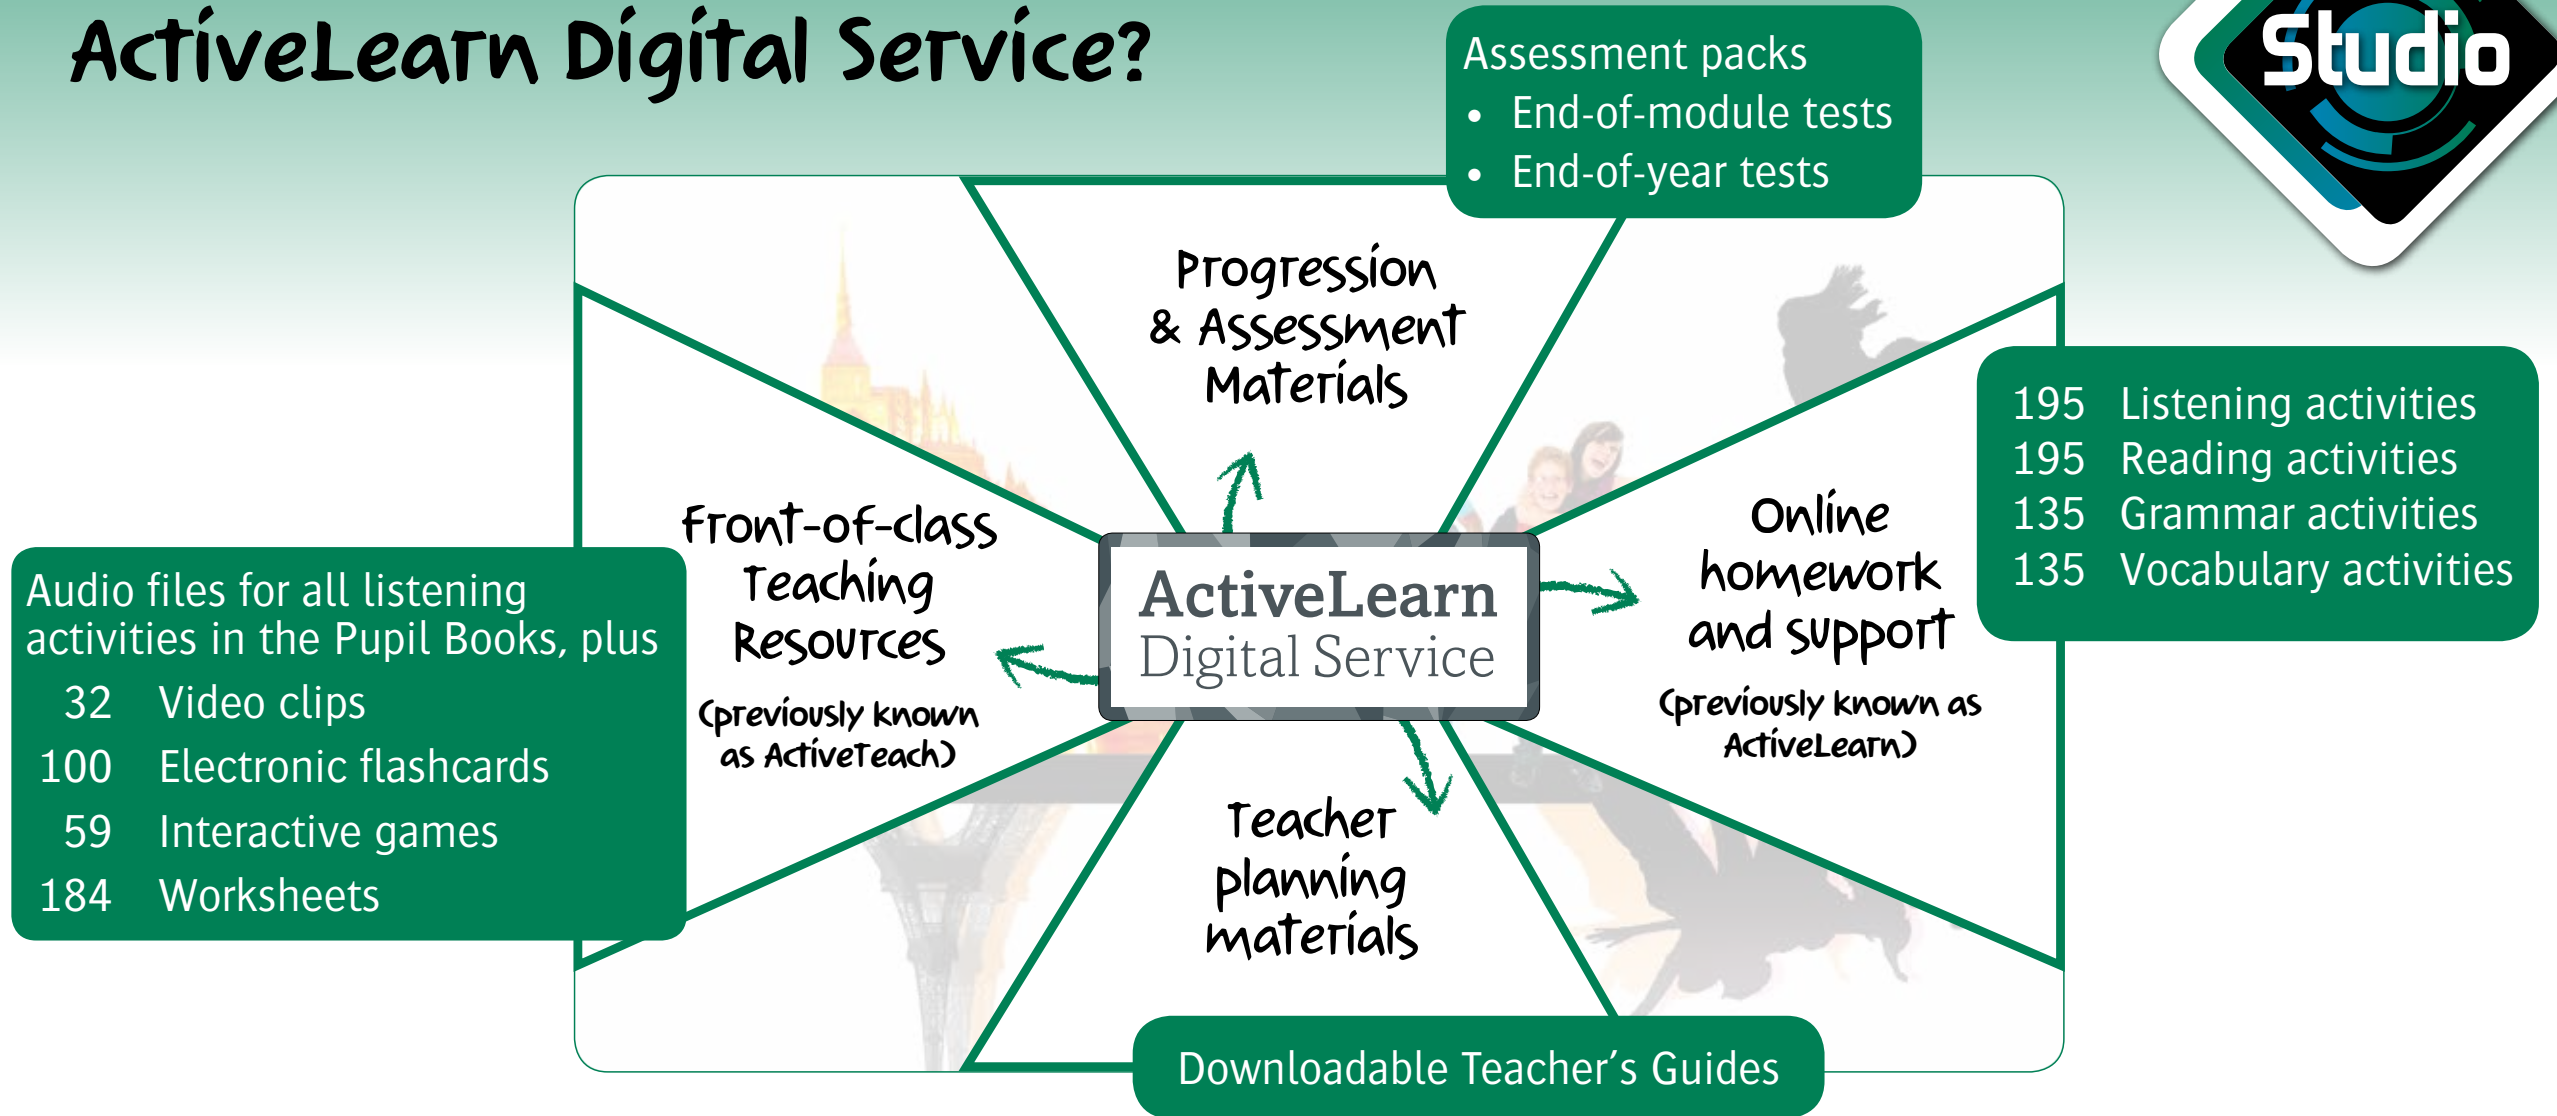 ActiveLearn Digital Service?
Studio
Assessment packs
• End-of-module tests
• End-of-year tests
Progression
& Assessment
Materials
Front-of-class
Teaching
Resources
(previously known
as ActiveTeach)
Audio files for all listening
activities in the Pupil Books, plus
32 Video clips
100 Electronic flashcards
59 Interactive games
184 Worksheets
ActiveLearn
Digital Service
Online
homework
and support
(previously known as
ActiveLearn)
195 Listening activities
195 Reading activities
135 Grammar activities
135 Vocabulary activities
Teacher
planning
materials
Downloadable Teacher's Guides